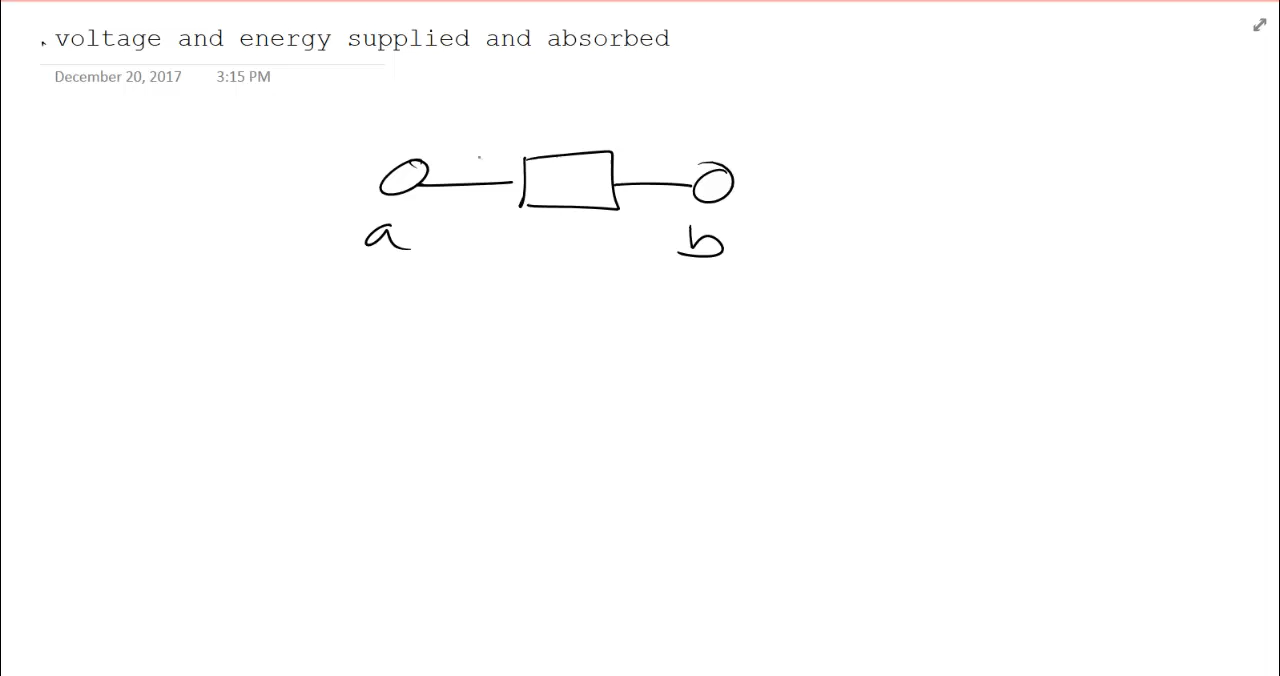 voltage and energy supplied and absorbed
December 20, 2017 3:15 PM
a b